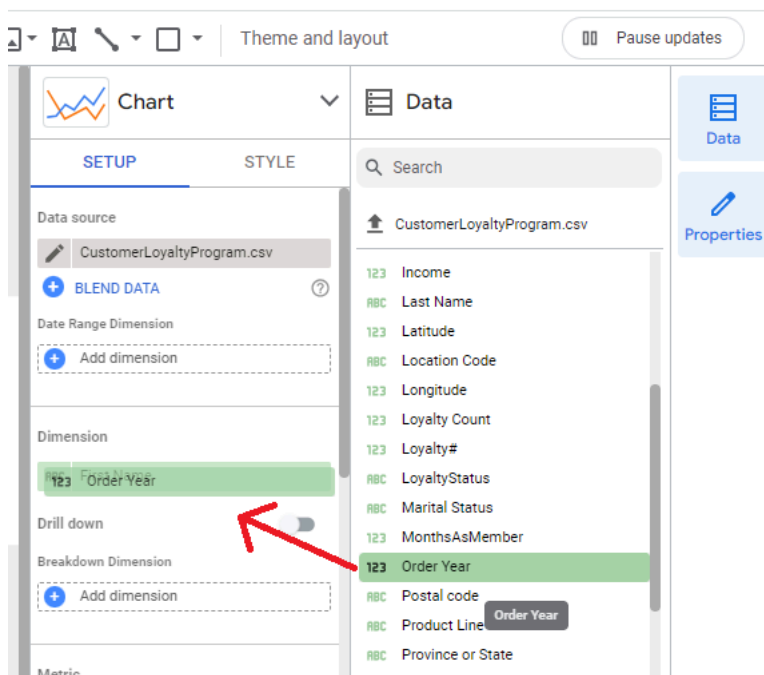 Theme and layout
Pause updates
Chart
SETUP
STYLE
Data source
CustomerLoyaltyProgram.csv
BLEND DATA
Date Range Dimension
Add dimension
Dimension
ABC First Name
123 Order Year
Drill down
Breakdown Dimension
Add dimension
Metric
Data
Search
CustomerLoyaltyProgram.csv
123 Income
ABC Last Name
123 Latitude
ABC Location Code
123 Longitude
123 Loyalty Count
123 Loyalty#
ABC LoyaltyStatus
ABC Marital Status
123 MonthsAsMember
123 Order Year
ABC Postal code
Order Year
ABC Product Line
ABC Province or State
Data
Properties